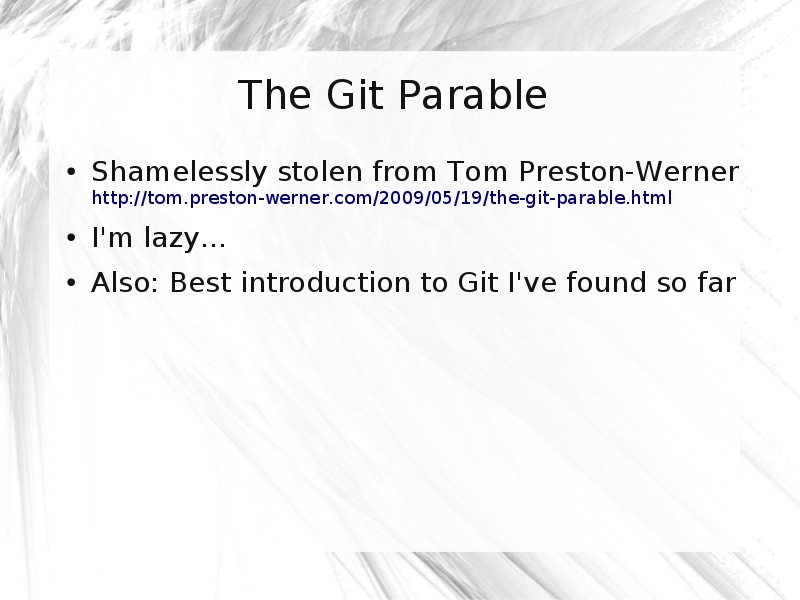 The Git Parable
• Shamelessly stolen from Tom Preston-Werner
http://tom.preston-werner.com/2009/05/19/the-git-parable.html
• I'm lazy...
• Also: Best introduction to Git I've found so far